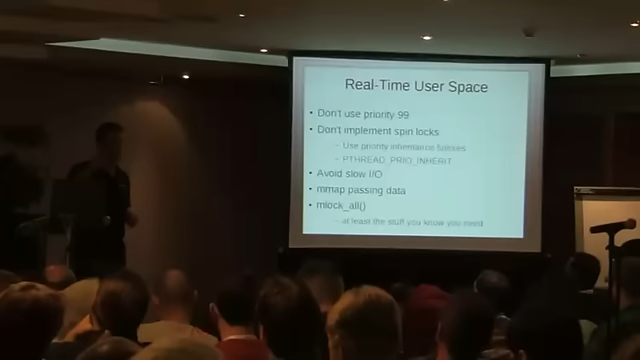 Real-Time User Space
• Don't use priority 99
• Don't implement spin locks
– Use priority inheritance futexes
– PTHREAD_PRIO_INHERIT
• Avoid slow I/O
• mmap passing data
• mlock_all()
– at least the stuff you know you need